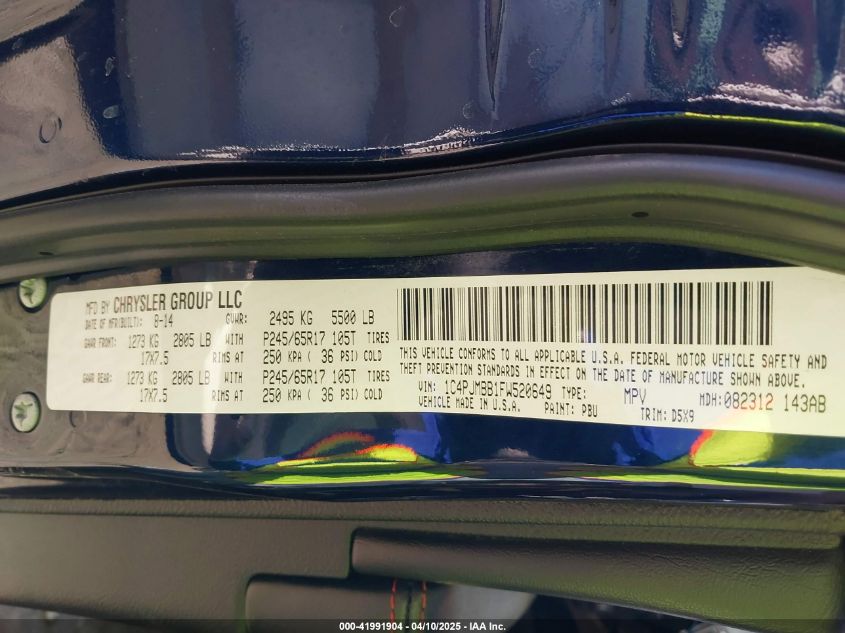 MFD BY CHRYSLER GROUP LLC
DATE OF MFR(BUILT): 8-14 GVWR: 2495 KG 5500 LB
GAWR FRONT: 1273 KG 2805 LB WITH P245/65R17 105T TIRES
17X7.5 RIMS AT 250 KPA ( 36 PSI) COLD
GAWR REAR: 1273 KG 2805 LB WITH P245/65R17 105T TIRES
17X7.5 RIMS AT 250 KPA ( 36 PSI) COLD
THIS VEHICLE CONFORMS TO ALL APPLICABLE U.S.A. FEDERAL MOTOR VEHICLE SAFETY AND
THEFT PREVENTION STANDARDS IN EFFECT ON THE DATE OF MANUFACTURE SHOWN ABOVE.
VIN: 1C4PJMBB1FW520649 TYPE: MPV MDH: 082312 143AB
VEHICLE MADE IN U.S.A. PAINT: PBU TRIM: D5X9
000-41991904 - 04/10/2025 - IAA Inc.